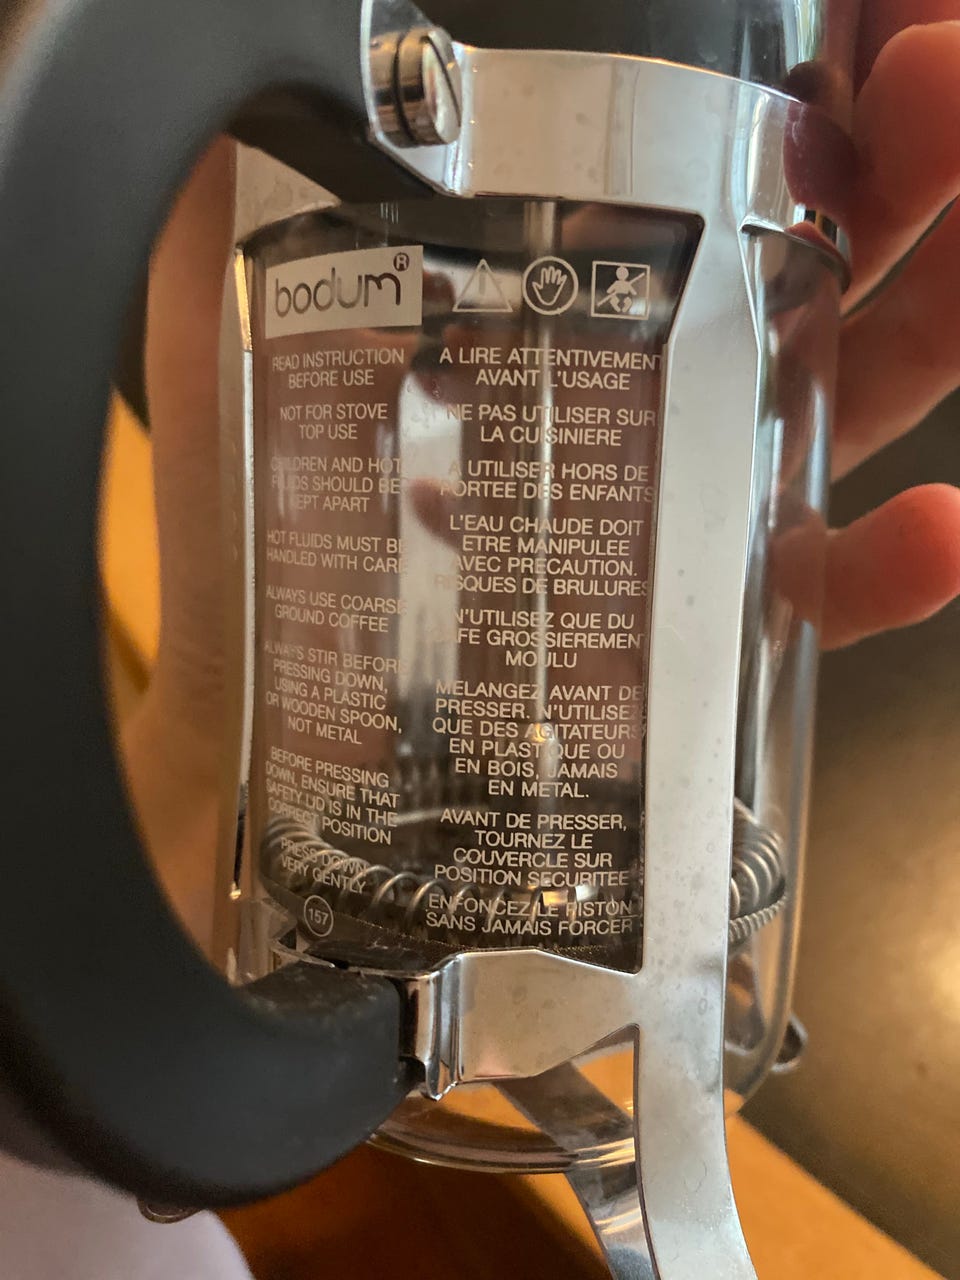 bodum®
READ INSTRUCTION
BEFORE USE
NOT FOR STOVE
TOP USE
CHILDREN AND HOT
FLUIDS SHOULD BE
KEPT APART
HOT FLUIDS MUST BE
HANDLED WITH CARE
ALWAYS USE COARSE
GROUND COFFEE
ALWAYS STIR BEFORE
PRESSING DOWN,
USING A PLASTIC
OR WOODEN SPOON,
NOT METAL
BEFORE PRESSING
DOWN, ENSURE THAT
SAFETY LID IS IN THE
CORRECT POSITION
PRESS DOWN
VERY GENTLY
157
A LIRE ATTENTIVEMENT
AVANT L'USAGE
NE PAS UTILISER SUR
LA CUISINIERE
A UTILISER HORS DE
PORTEE DES ENFANTS
L'EAU CHAUDE DOIT
ETRE MANIPULEE
AVEC PRECAUTION.
RISQUES DE BRULURES
N'UTILISEZ QUE DU
CAFE GROSSIEREMENT
MOULU
MELANGEZ AVANT DE
PRESSER. N'UTILISEZ
QUE DES AGITATEURS
EN PLASTIQUE OU
EN BOIS, JAMAIS
EN METAL.
AVANT DE PRESSER,
TOURNEZ LE
COUVERCLE SUR
POSITION SECURITEE
ENFONCEZ LE PISTON
SANS JAMAIS FORCER